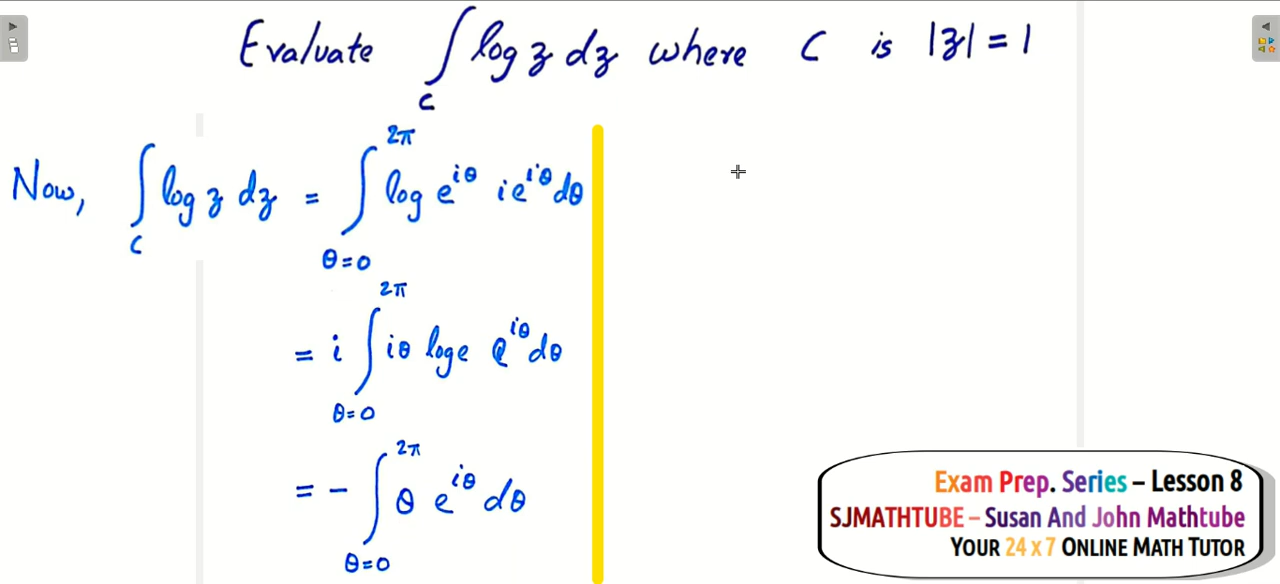 Evaluate ∫_C log z dz where C is |z| = 1
Now, ∫_C log z dz = ∫_{θ=0}^{2π} log e^{iθ} i e^{iθ} dθ
= i ∫_{θ=0}^{2π} iθ log e e^{iθ} dθ
= - ∫_{θ=0}^{2π} θ e^{iθ} dθ
Exam Prep. Series – Lesson 8
SJMATHTUBE – Susan And John Mathtube
YOUR 24 x 7 ONLINE MATH TUTOR